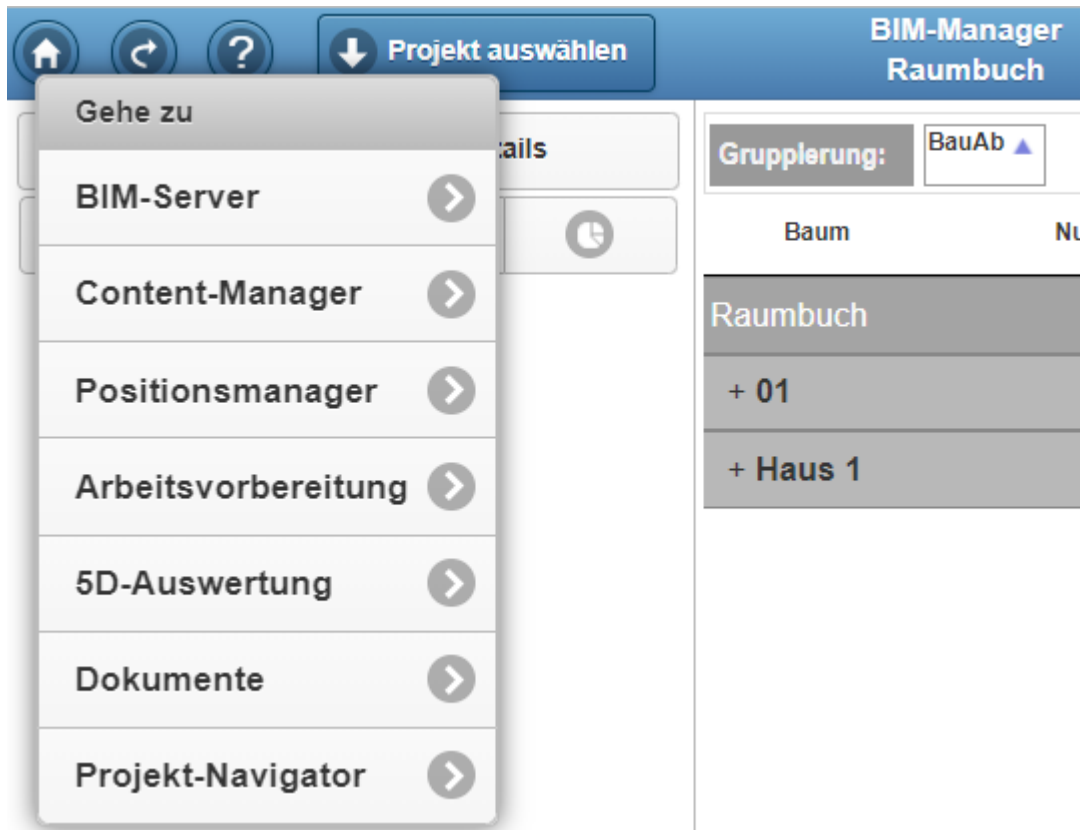 Projekt auswählen
BIM-Manager
Raumbuch
Gehe zu
BIM-Server
Content-Manager
Positionsmanager
Arbeitsvorbereitung
5D-Auswertung
Dokumente
Projekt-Navigator
tails
Gruppierung:
BauAb
Baum
Nu
Raumbuch
+ 01
+ Haus 1